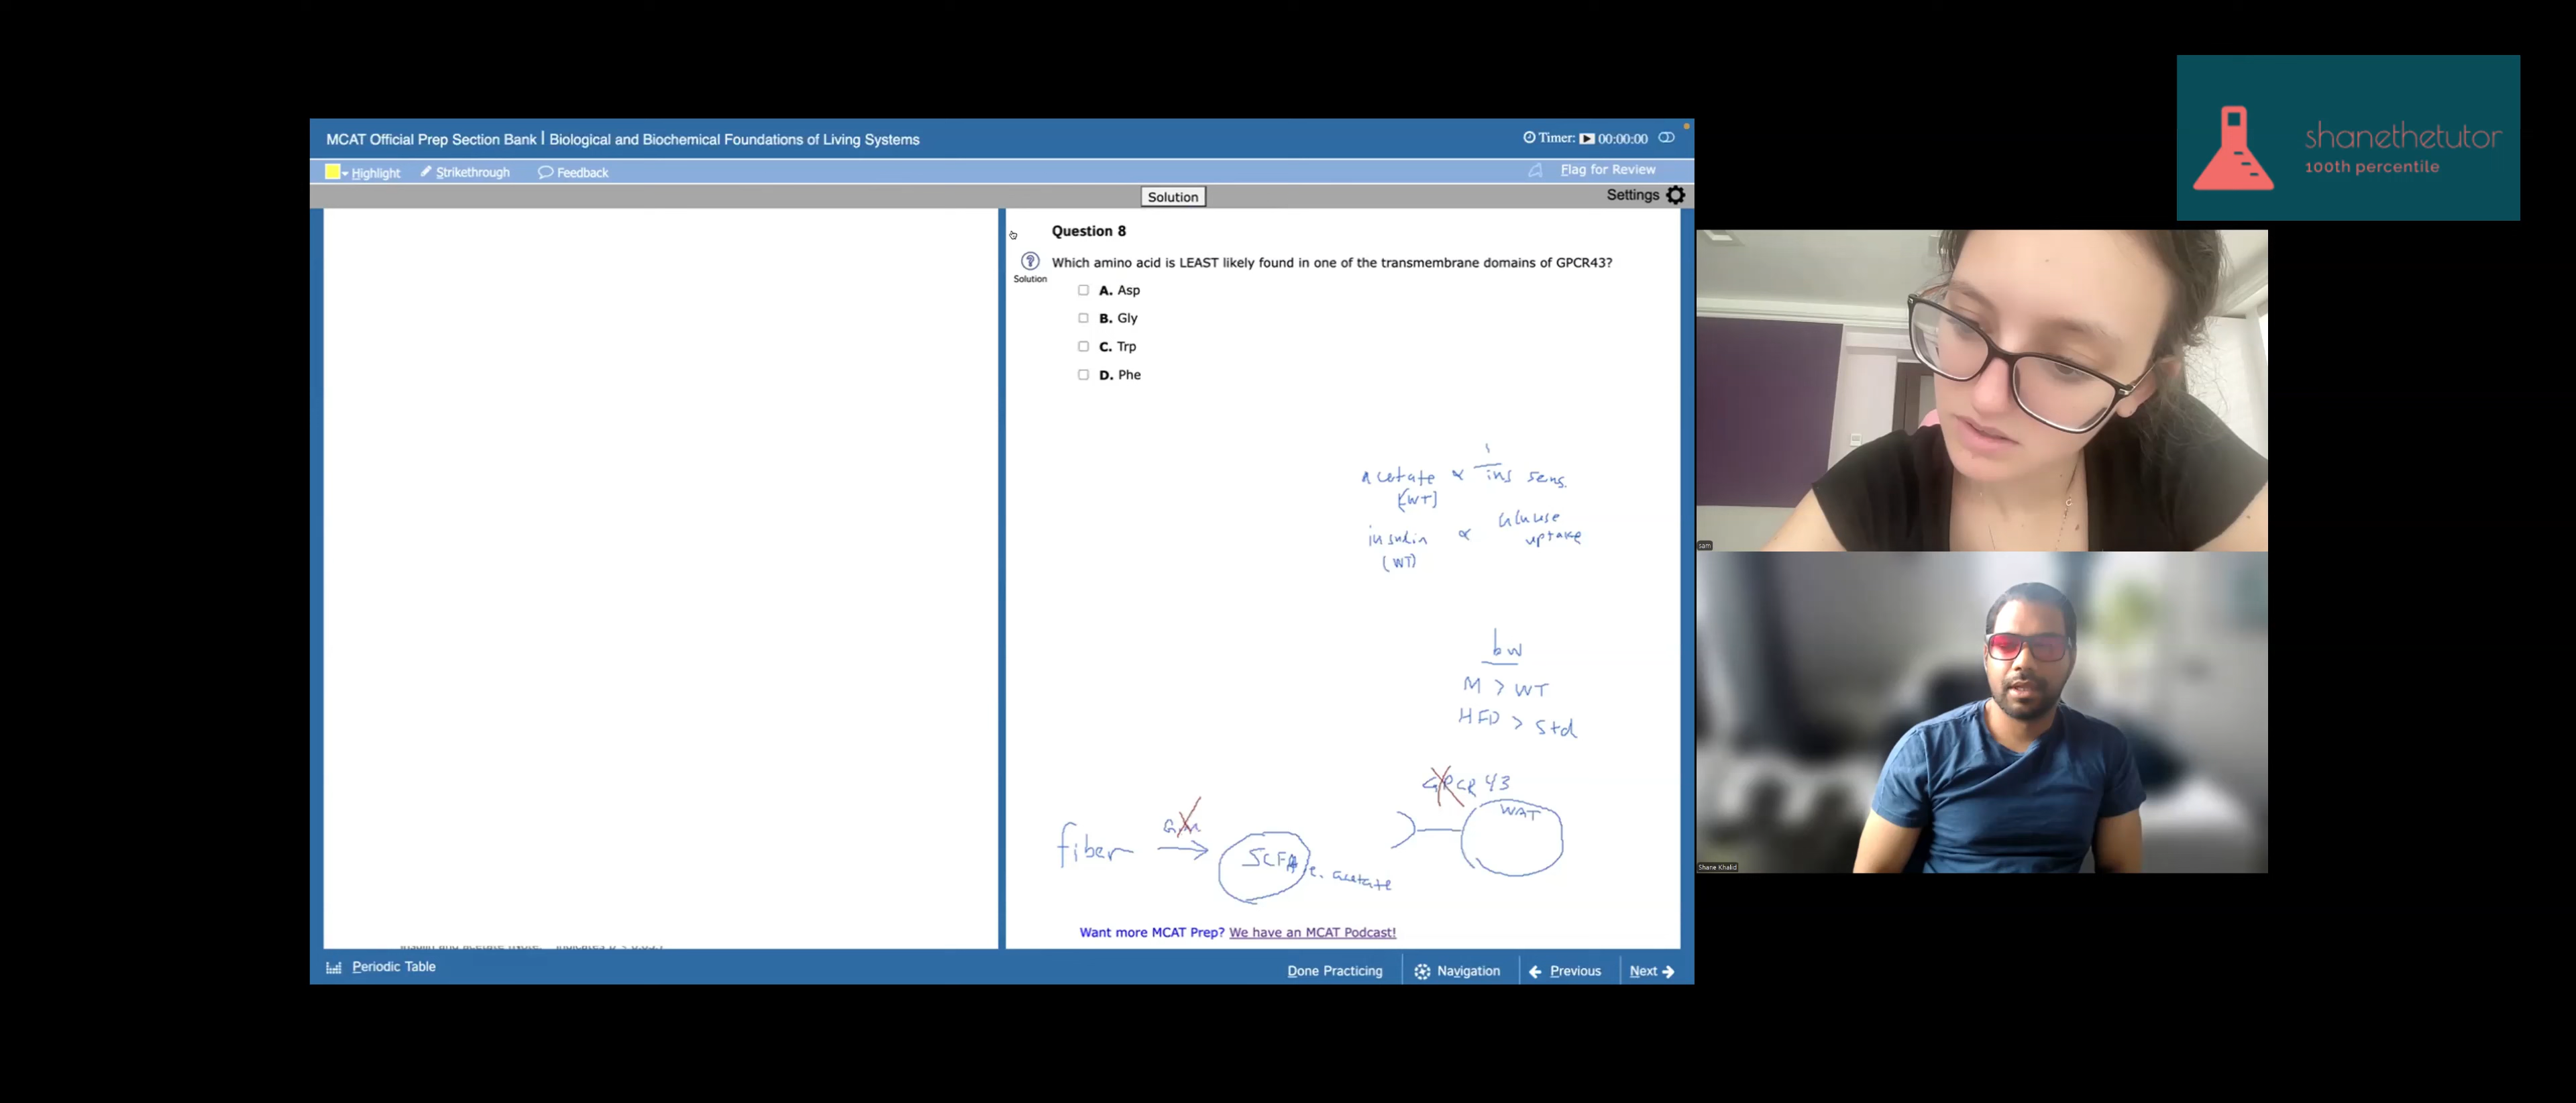 shanethetutor
100th percentile
MCAT Official Prep Section Bank | Biological and Biochemical Foundations of Living Systems
Timer: 00:00:00
Highlight Strikethrough Feedback
Flag for Review
Solution
Settings
Question 8
Solution
Which amino acid is LEAST likely found in one of the transmembrane domains of GPCR43?
A. Asp
B. Gly
C. Trp
D. Phe
acetate ∝ 1/ins sens.
[WT]
insulin ∝ uptake
(WT)
bw
M > WT
HFD > Std
GPCR 43
WAT
fiber
SCFA i.e. acetate
sam
Shane Khalid
Want more MCAT Prep? We have an MCAT Podcast!
Periodic Table
Done Practicing Navigation Previous Next